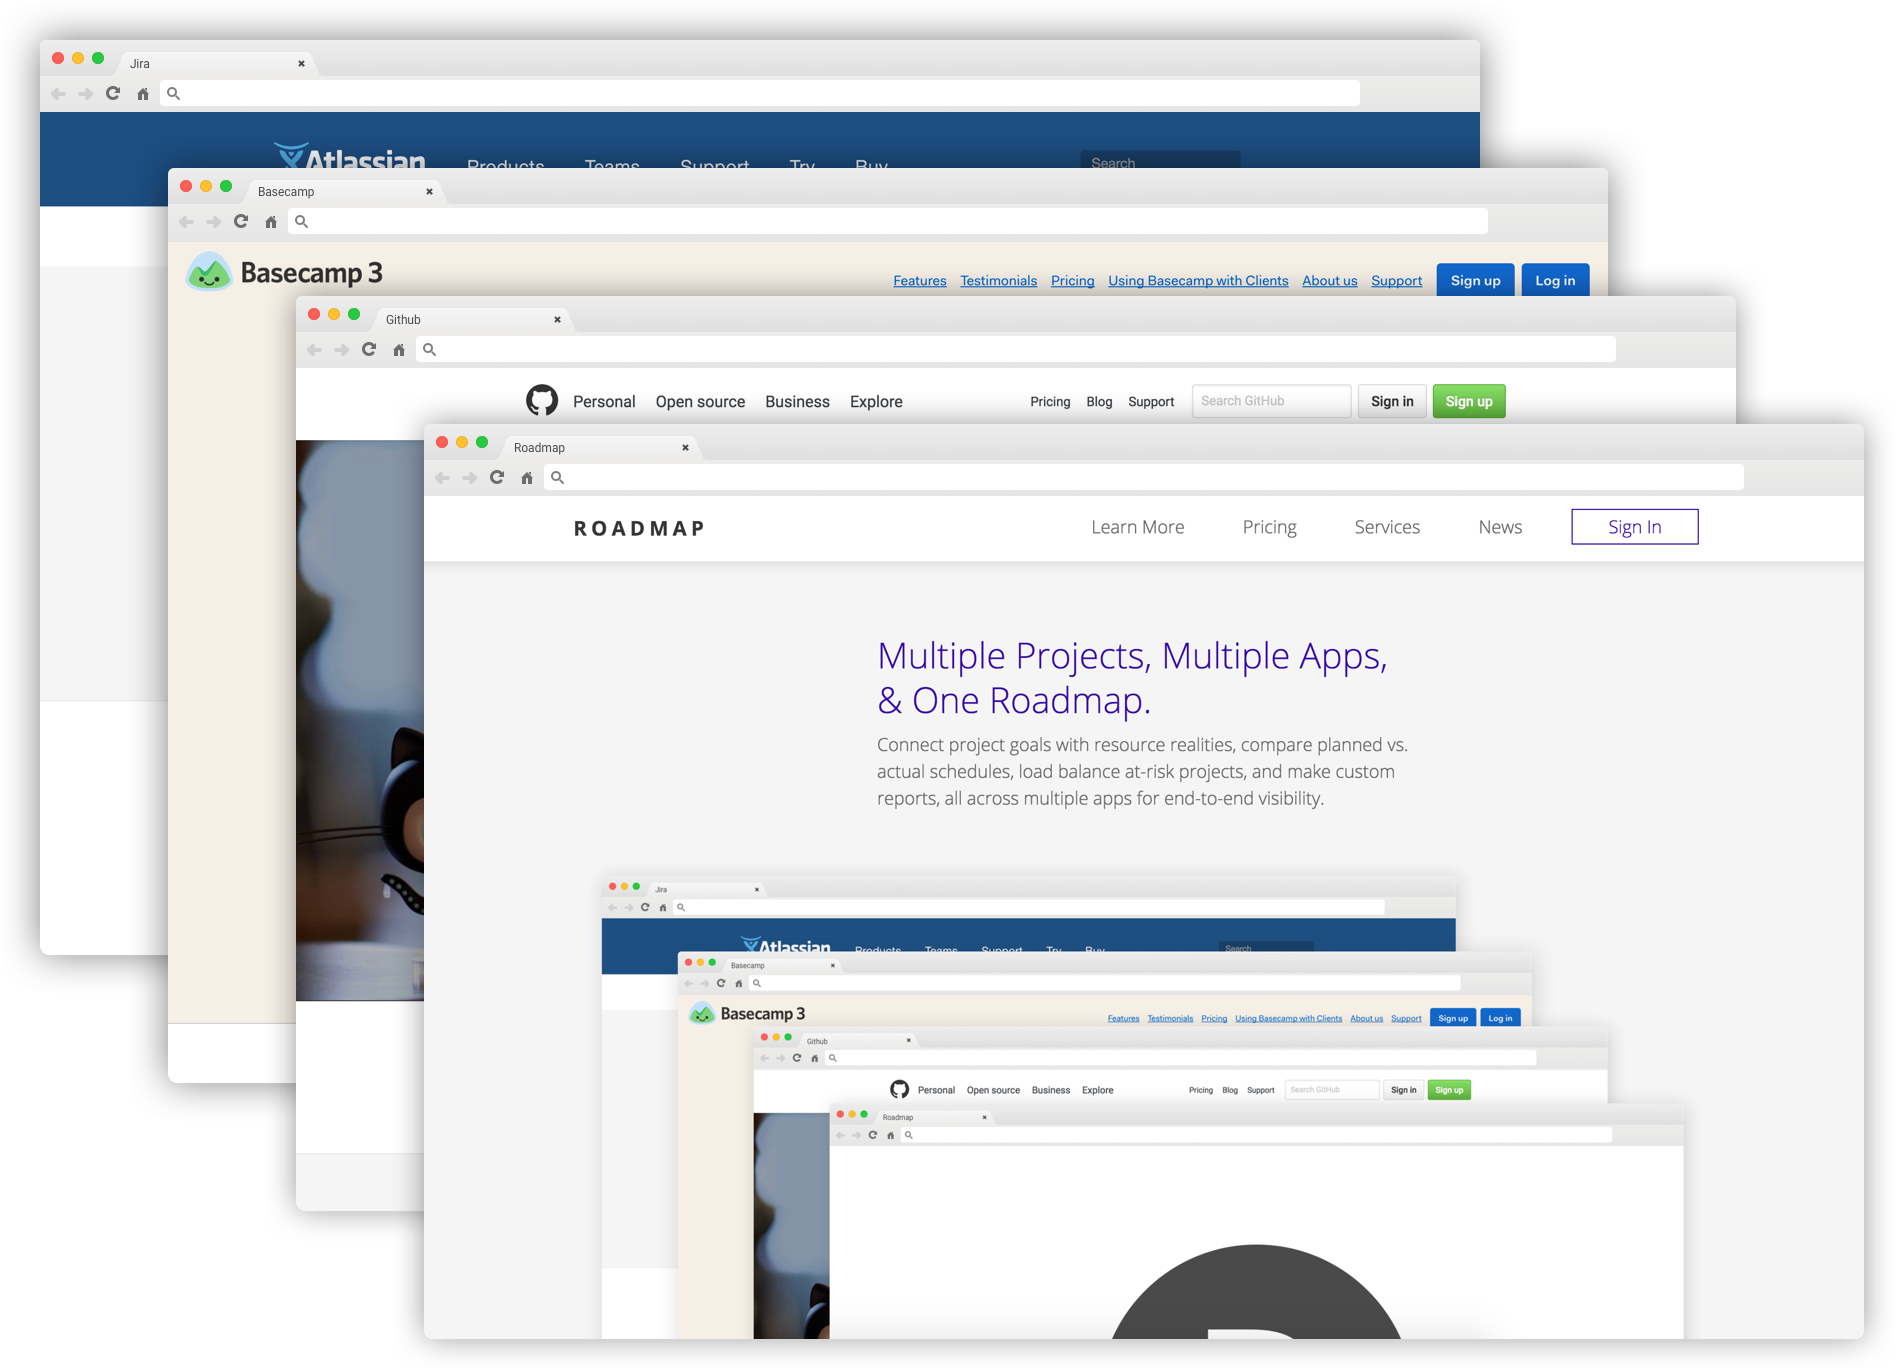 Jira
Atlassian Products Teams Support Try Buy Search
Basecamp
Basecamp 3 Features Testimonials Pricing Using Basecamp with Clients About us Support Sign up Log in
Github
Personal Open source Business Explore Pricing Blog Support Search GitHub Sign in Sign up
Roadmap
ROADMAP Learn More Pricing Services News Sign In
Multiple Projects, Multiple Apps,
& One Roadmap.
Connect project goals with resource realities, compare planned vs.
actual schedules, load balance at-risk projects, and make custom
reports, all across multiple apps for end-to-end visibility.
Jira
Atlassian Products Teams Support Try Buy Search
Basecamp
Basecamp 3 Features Testimonials Pricing Using Basecamp with Clients About us Support Sign up Log in
Github
Personal Open source Business Explore Pricing Blog Support Search GitHub Sign in Sign up
Roadmap